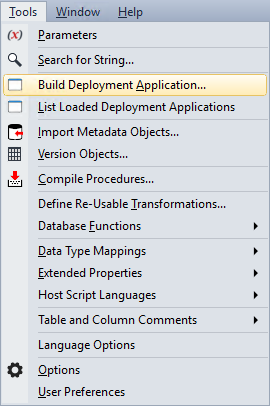 Tools Window Help
(x) Parameters
Search for String...
Build Deployment Application...
List Loaded Deployment Applications
Import Metadata Objects...
Version Objects...
Compile Procedures...
Define Re-Usable Transformations...
Database Functions
Data Type Mappings
Extended Properties
Host Script Languages
Table and Column Comments
Language Options
Options
User Preferences